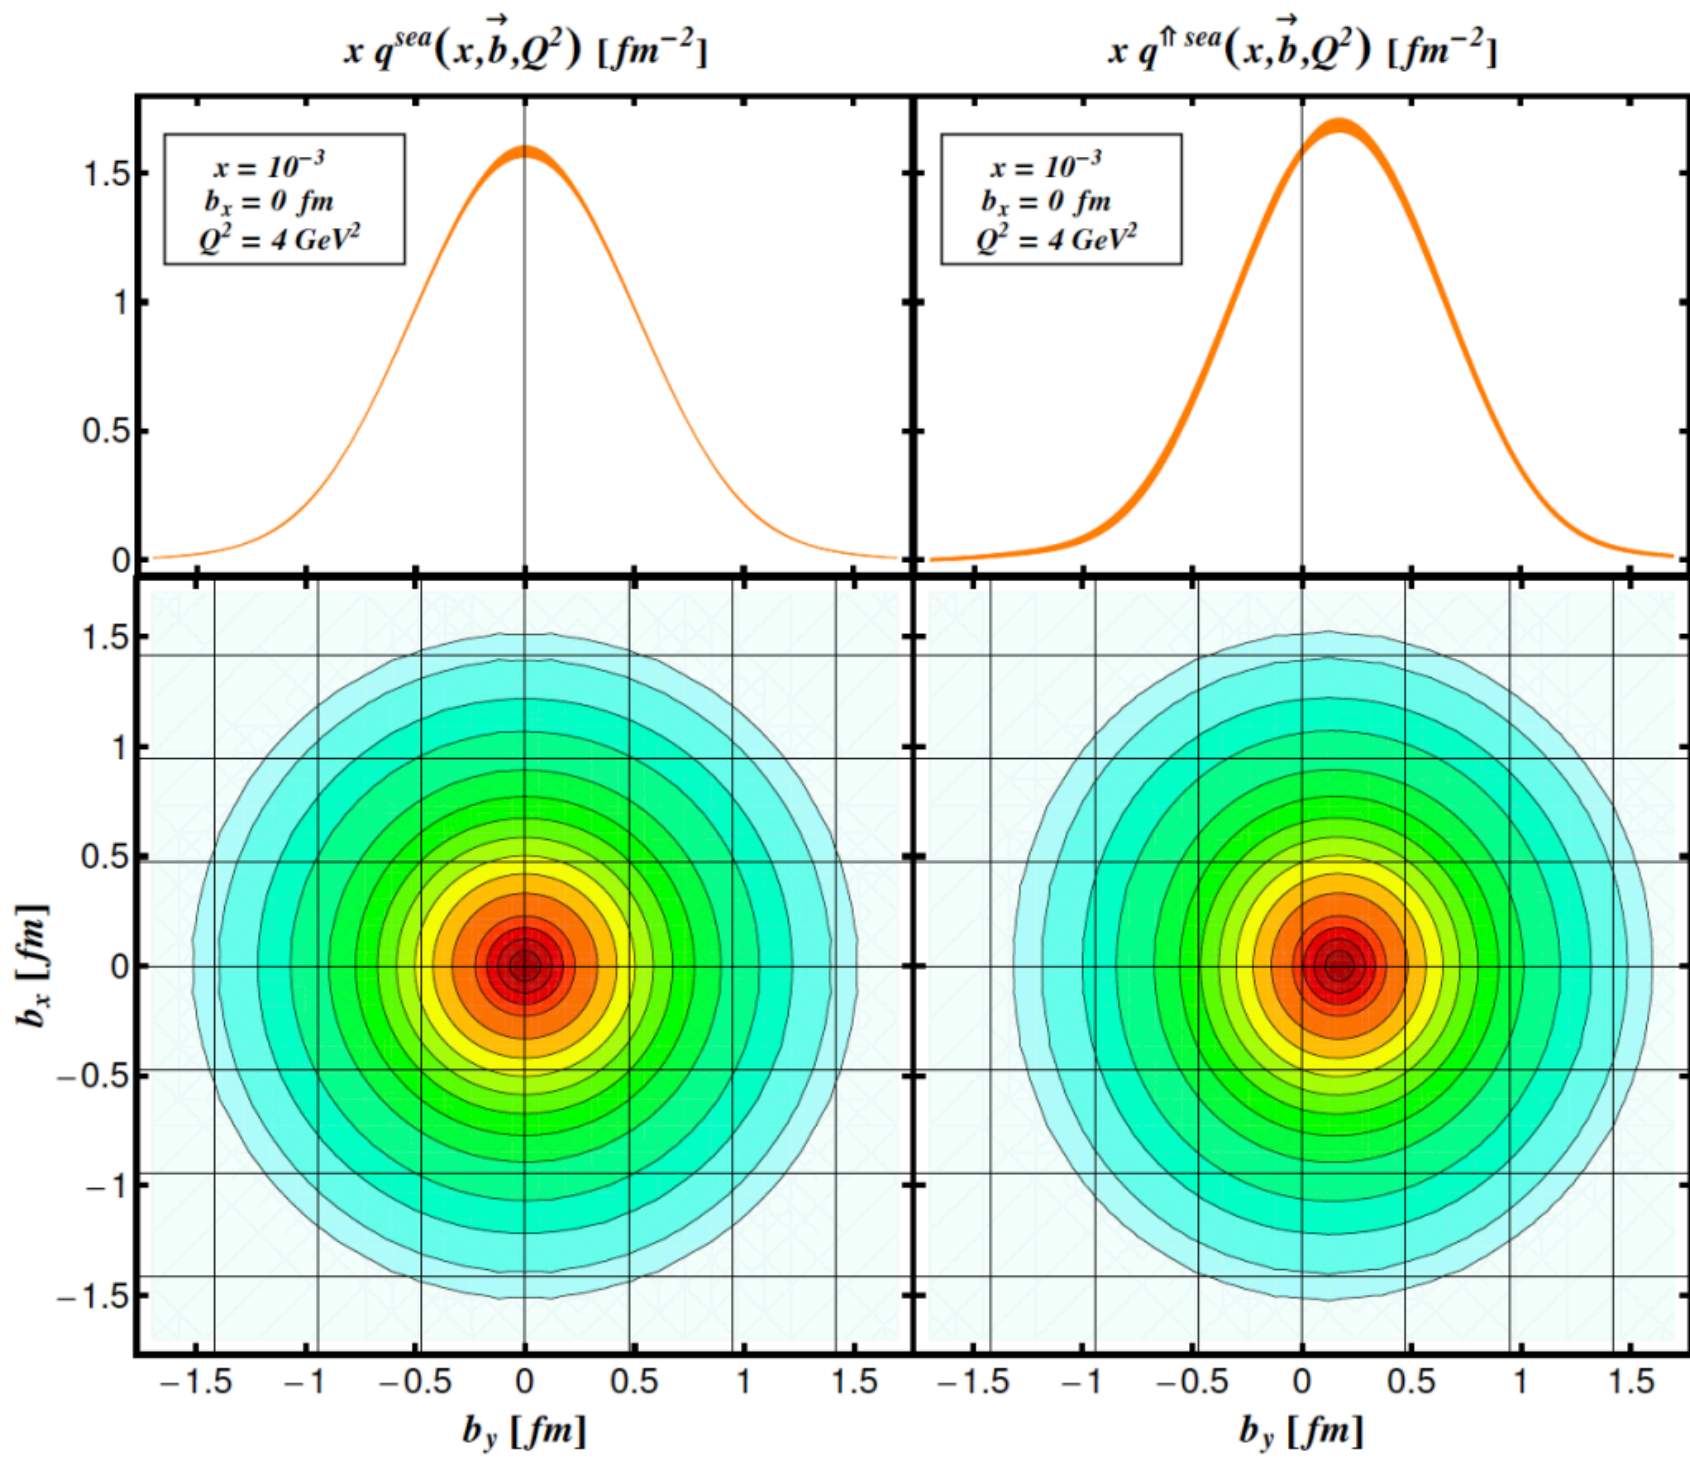 x q^sea(x,b⃗,Q²) [fm⁻²]
x q^⇑ sea(x,b⃗,Q²) [fm⁻²]
x = 10⁻³
b_x = 0 fm
Q² = 4 GeV²
x = 10⁻³
b_x = 0 fm
Q² = 4 GeV²
1.5
1
0.5
0
1.5
1
0.5
0
−0.5
−1
−1.5
b_x [fm]
−1.5 −1 −0.5 0 0.5 1 1.5
−1.5 −1 −0.5 0 0.5 1 1.5
b_y [fm]
b_y [fm]